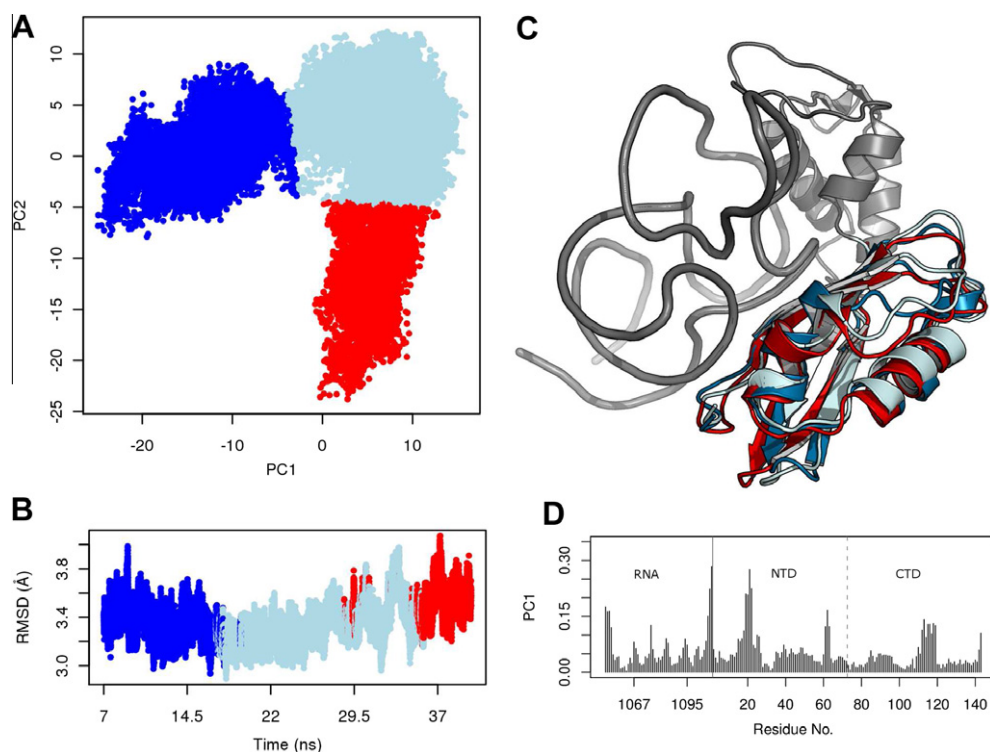 A
C
10
5
0
-5
-10
-15
-20
-25
PC2
-20 -10 0 10
PC1
B
3.8
3.4
3.0
RMSD (Å)
7 14.5 22 29.5 37
Time (ns)
D
0.30
0.15
0.00
PC1
RNA NTD CTD
1067 1095 20 40 60 80 100 120 140
Residue No.